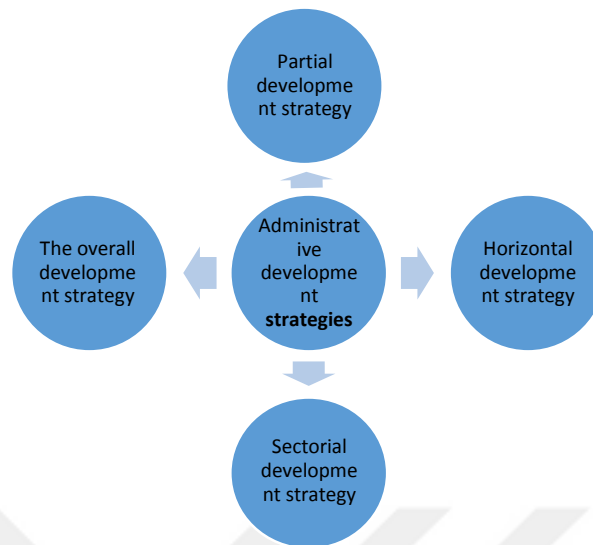 Partial
developme
nt strategy
The overall
developme
nt strategy
Administrat
ive
developme
nt
strategies
Horizontal
developme
nt strategy
Sectorial
developme
nt strategy